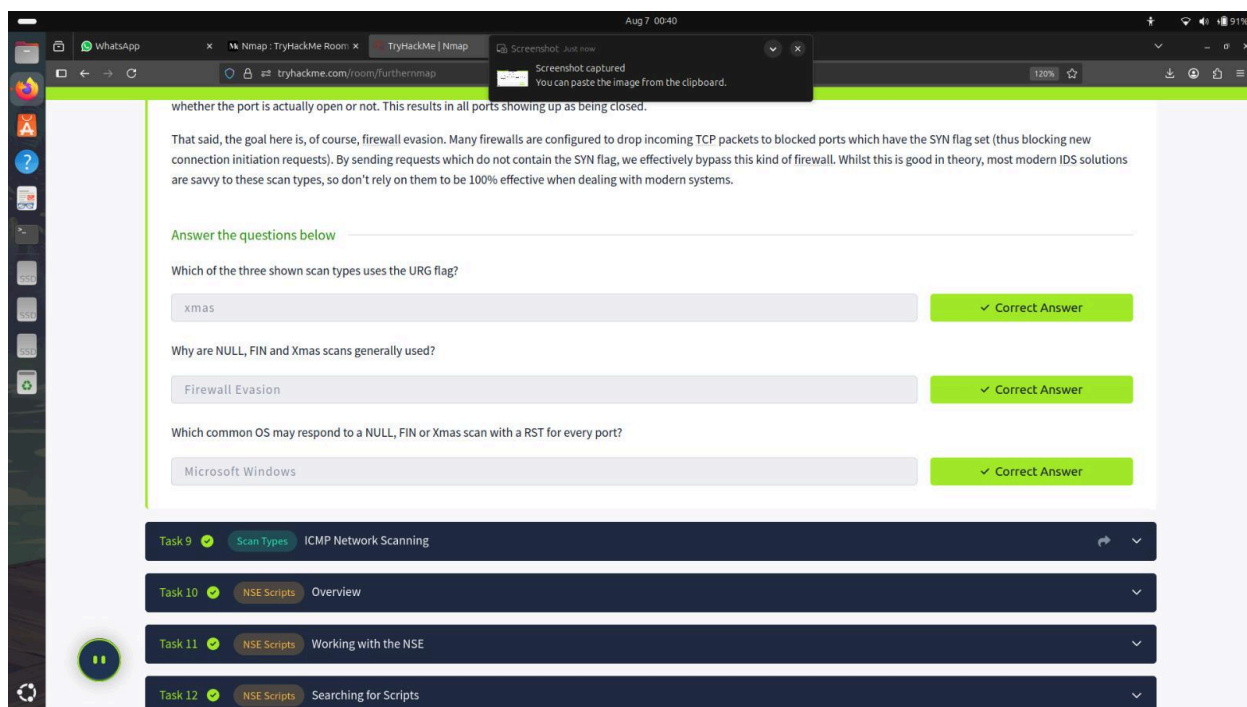 Aug 7 00:40
91%
WhatsApp
Nmap : TryHackMe Room
TryHackMe | Nmap
Screenshot Just now
Screenshot captured
You can paste the image from the clipboard.
tryhackme.com/room/furthernmap
120%
whether the port is actually open or not. This results in all ports showing up as being closed.
That said, the goal here is, of course, firewall evasion. Many firewalls are configured to drop incoming TCP packets to blocked ports which have the SYN flag set (thus blocking new
connection initiation requests). By sending requests which do not contain the SYN flag, we effectively bypass this kind of firewall. Whilst this is good in theory, most modern IDS solutions
are savvy to these scan types, so don't rely on them to be 100% effective when dealing with modern systems.
Answer the questions below
Which of the three shown scan types uses the URG flag?
xmas
Correct Answer
Why are NULL, FIN and Xmas scans generally used?
Firewall Evasion
Correct Answer
Which common OS may respond to a NULL, FIN or Xmas scan with a RST for every port?
Microsoft Windows
Correct Answer
Task 9 Scan Types ICMP Network Scanning
Task 10 NSE Scripts Overview
Task 11 NSE Scripts Working with the NSE
Task 12 NSE Scripts Searching for Scripts
SSD
SSD
SSD